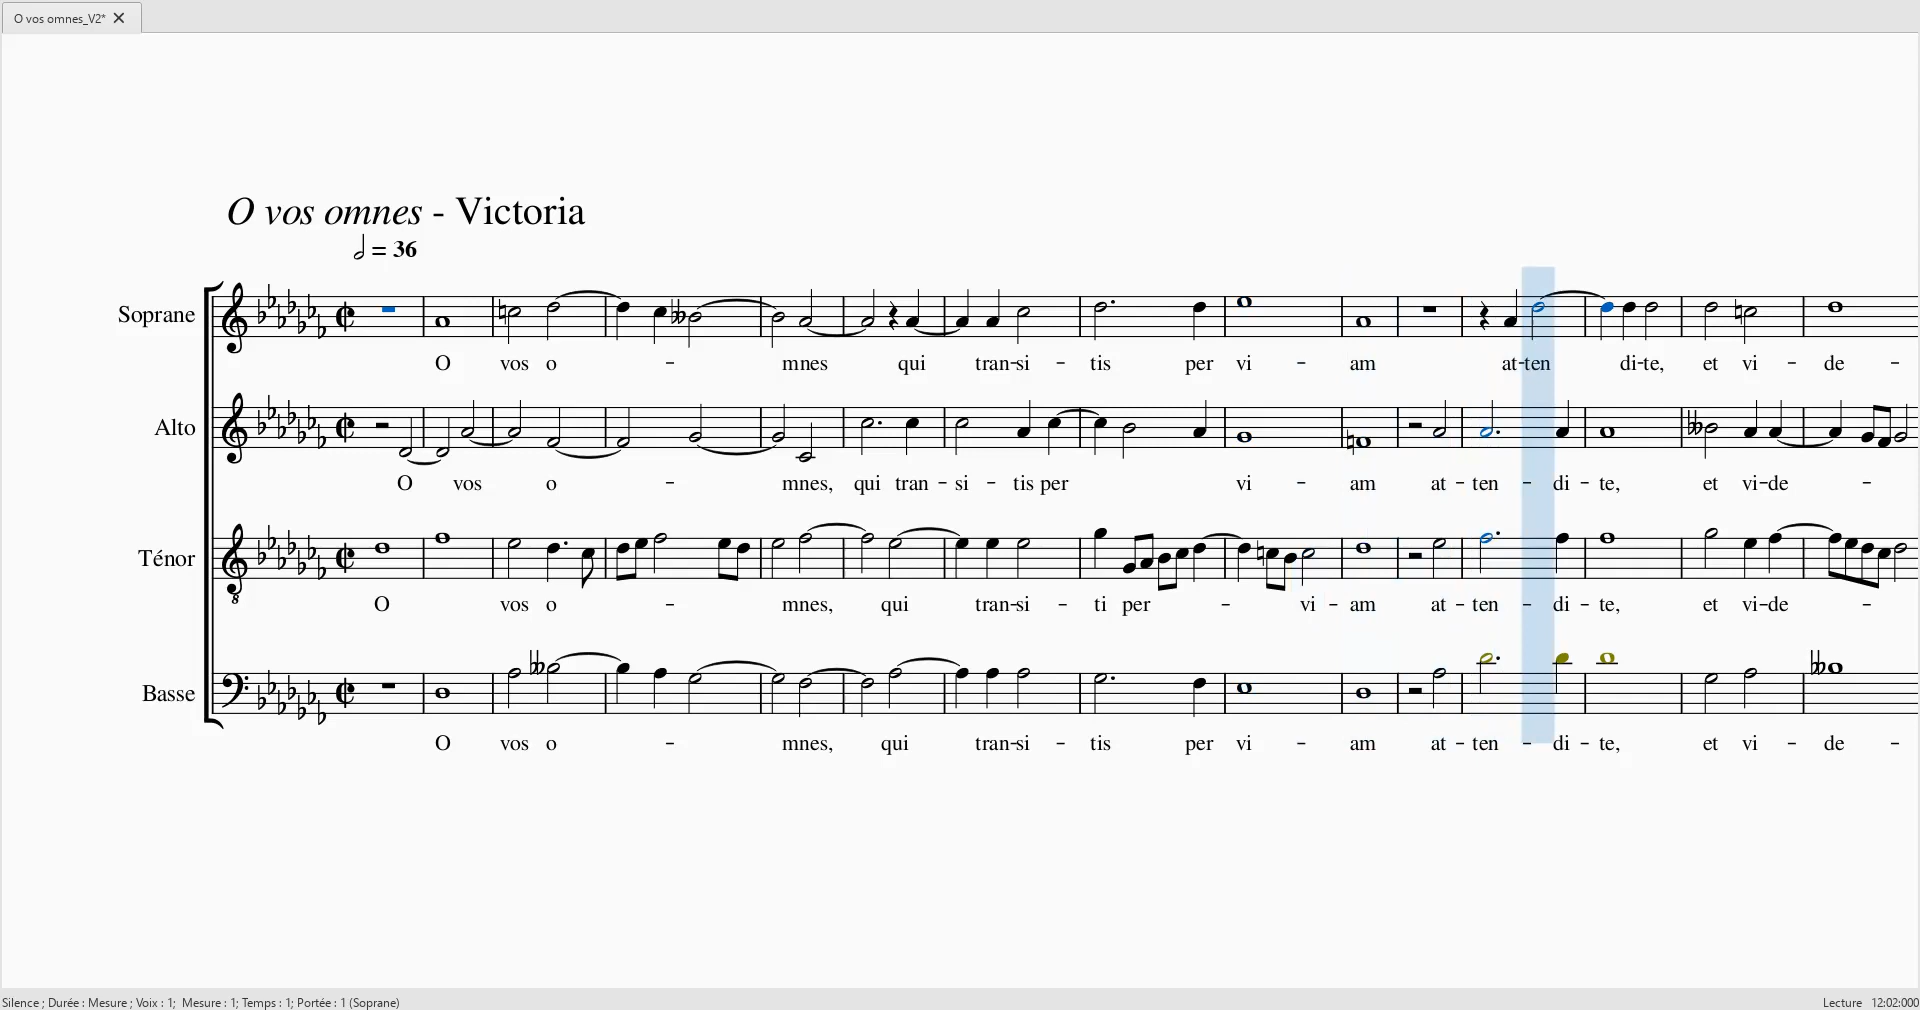 O vos omnes_V2*
O vos omnes - Victoria
= 36
Soprane
O vos o - mnes qui tran-si - tis per vi - am at-ten di-te, et vi - de -
Alto
O vos o - mnes, qui tran - si - tis per vi - am at - ten - di - te, et vi-de -
Ténor
8
O vos o - mnes, qui tran-si - ti per - vi - am at - ten - di - te, et vi-de -
Basse
O vos o - mnes, qui tran-si - tis per vi - am at - ten - di - te, et vi - de -
Silence ; Durée : Mesure ; Voix : 1; Mesure : 1; Temps : 1; Portée : 1 (Soprane)
Lecture 12:02:000